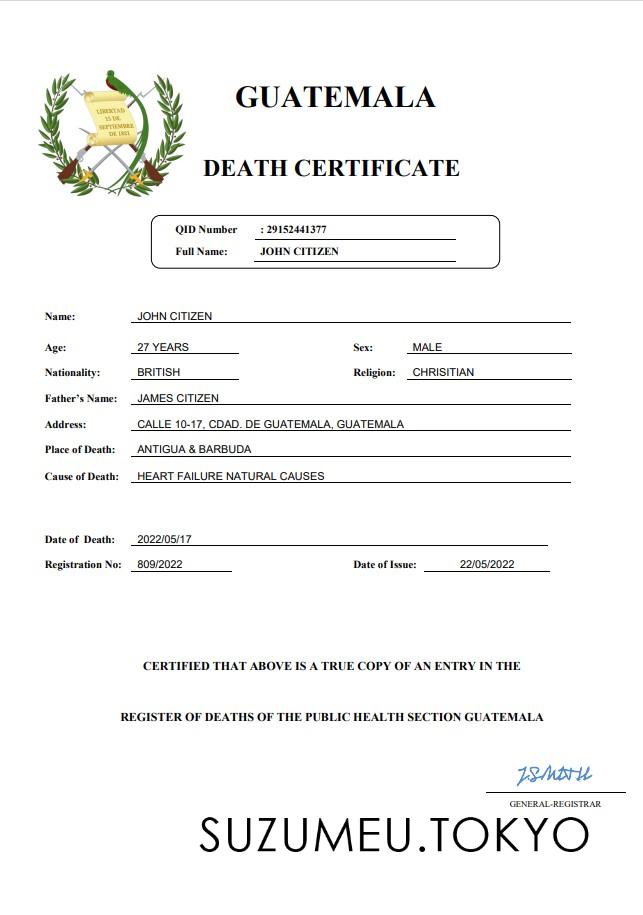 LIBERTAD
15 DE
SEPTIEMBRE
DE 1821
GUATEMALA
DEATH CERTIFICATE
QID Number : 29152441377
Full Name: JOHN CITIZEN
Name: JOHN CITIZEN
Age: 27 YEARS Sex: MALE
Nationality: BRITISH Religion: CHRISITIAN
Father's Name: JAMES CITIZEN
Address: CALLE 10-17, CDAD. DE GUATEMALA, GUATEMALA
Place of Death: ANTIGUA & BARBUDA
Cause of Death: HEART FAILURE NATURAL CAUSES
Date of Death: 2022/05/17
Registration No: 809/2022 Date of Issue: 22/05/2022
CERTIFIED THAT ABOVE IS A TRUE COPY OF AN ENTRY IN THE
REGISTER OF DEATHS OF THE PUBLIC HEALTH SECTION GUATEMALA
GENERAL-REGISTRAR
SUZUMEU.TOKYO